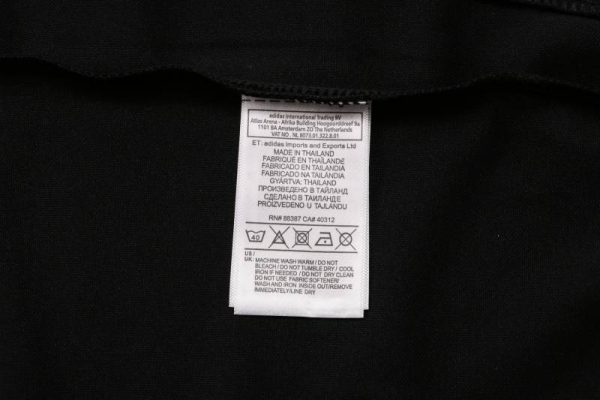 adidas International Trading BV
Atlas Arena - Afrika Building Hoogoorddreef 9a
1101 BA Amsterdam ZO The Netherlands
VAT NO . NL 8073.01.322.B.01
ET: adidas Imports and Exports Ltd
MADE IN THAILAND
FABRIQUÉ EN THAÏLANDE
FABRICADO EN TAILANDIA
FABRICADO NA TAILÂNDIA
GYÁRTVA: THAILAND
ПРОИЗВЕДЕНО В ТАЙЛАНД
СДЕЛАНО В ТАИЛАНДЕ
PROIZVEDENO U TAJLANDU
RN# 88387 CA# 40312
40
US /
UK: MACHINE WASH WARM / DO NOT
BLEACH / DO NOT TUMBLE DRY / COOL
IRON IF NEEDED / DO NOT DRY CLEAN
DO NOT USE FABRIC SOFTENER/
WASH AND IRON INSIDE OUT/REMOVE
IMMEDIATELY/LINE DRY